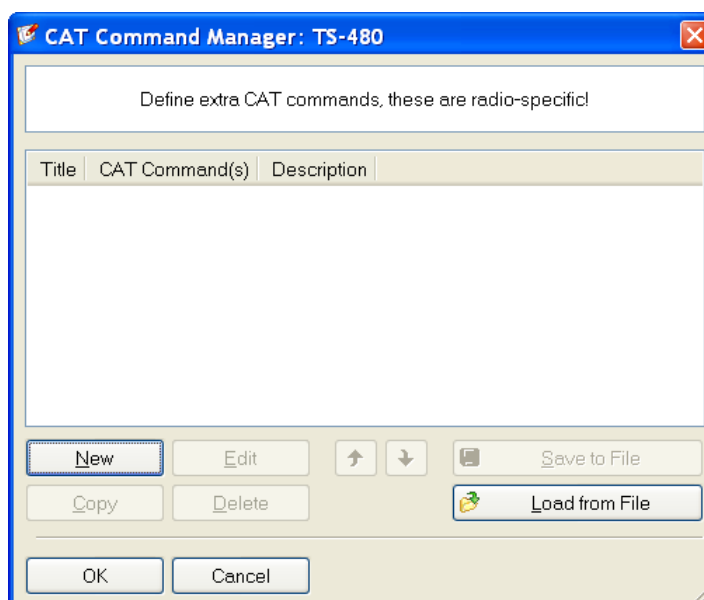 CAT Command Manager: TS-480
Define extra CAT commands, these are radio-specific!
Title CAT Command(s) Description
New Edit Save to File
Copy Delete Load from File
OK Cancel